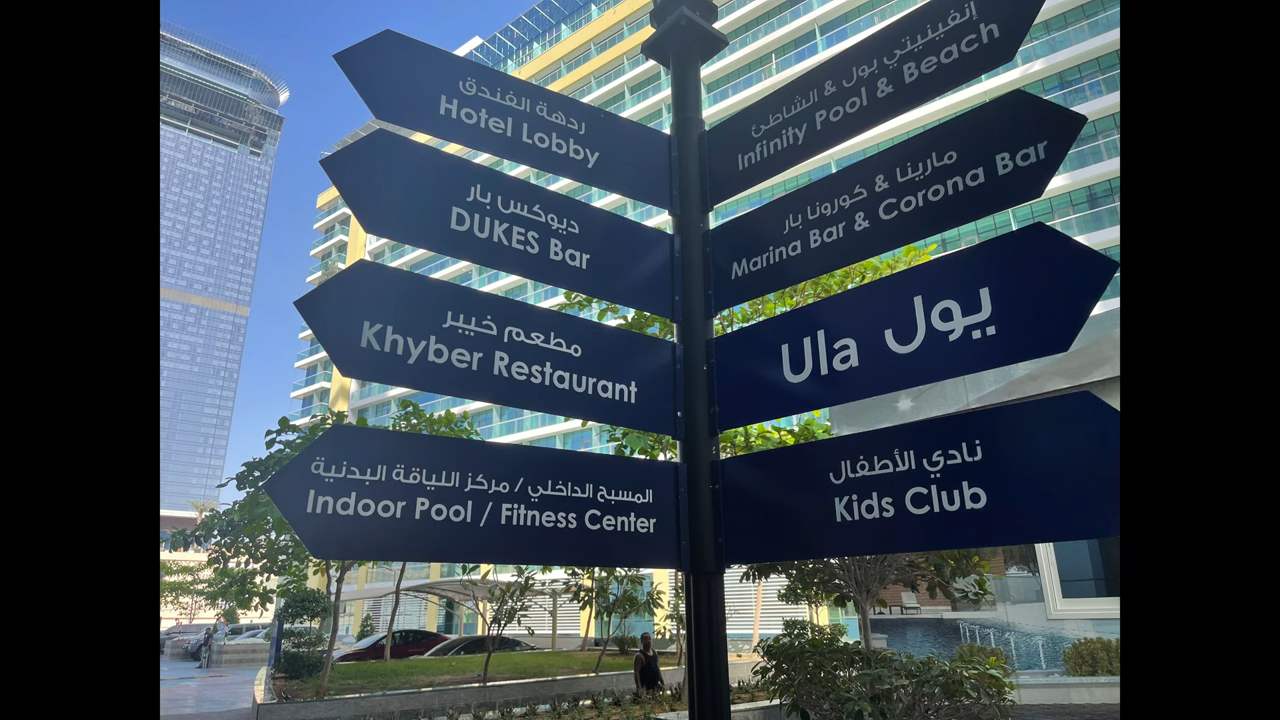 ردهة الفندق
Hotel Lobby
ديوكس بار
DUKES Bar
مطعم خيبر
Khyber Restaurant
المسبح الداخلي / مركز اللياقة البدنية
Indoor Pool / Fitness Center
إنفينيتي بول & الشاطئ
Infinity Pool & Beach
مارينا & كورونا بار
Marina Bar & Corona Bar
Ula يول
نادي الأطفال
Kids Club